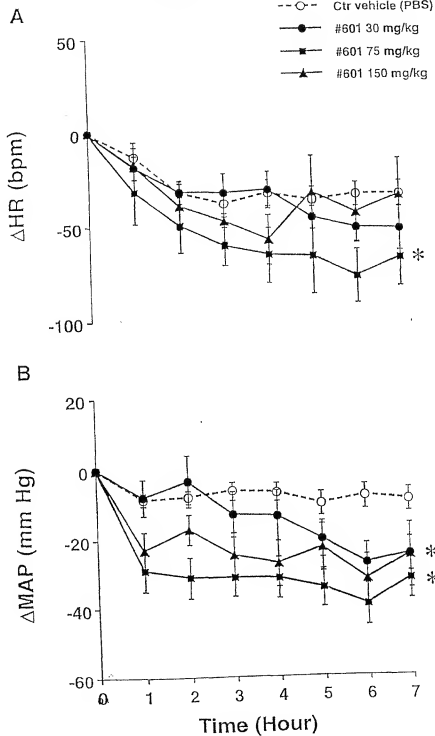 A
Ctr vehicle (PBS)
#601 30 mg/kg
#601 75 mg/kg
#601 150 mg/kg
50
0
-50
-100
ΔHR (bpm)
*
B
20
0
-20
-40
-60
ΔMAP (mm Hg)
*
*
0 1 2 3 4 5 6 7
Time (Hour)